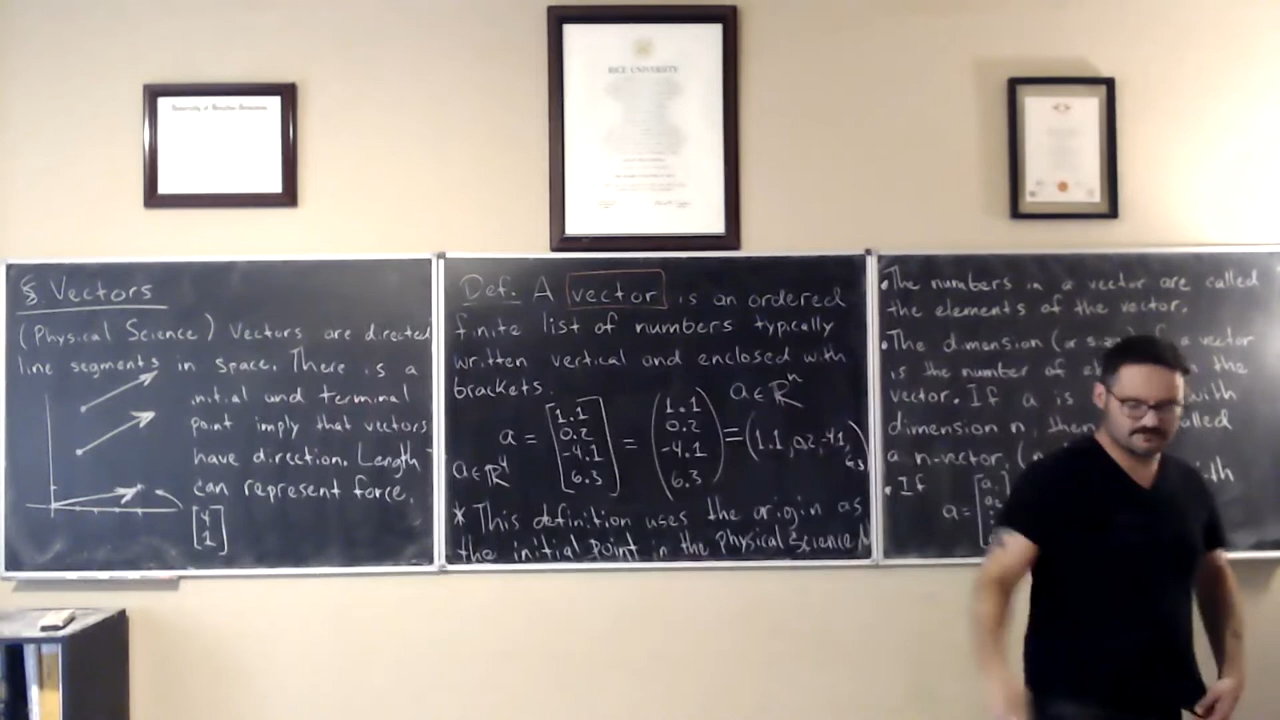 University of Houston-Downtown
RICE UNIVERSITY
§ Vectors
(Physical Science) Vectors are directed
line segments in space. There is a
initial and terminal
point imply that vectors
have direction. Length
can represent force.
[4
1]
Def. A vector is an ordered
finite list of numbers typically
written vertical and enclosed with
brackets.
a ∈ ℝⁿ
a = [1.1 0.2 -4.1 6.3] = (1.1 0.2 -4.1 6.3) = (1.1, 0.2, -4.1, 6.3)
a ∈ ℝ⁴
* This definition uses the origin as
the initial point in the physical science
• The numbers in a vector are called
the elements of the vector.
• The dimension (or a vector
is the number of the
vector. If a is with
dimension n, then called
a n-vector.
• If
a = [a₁ a₂